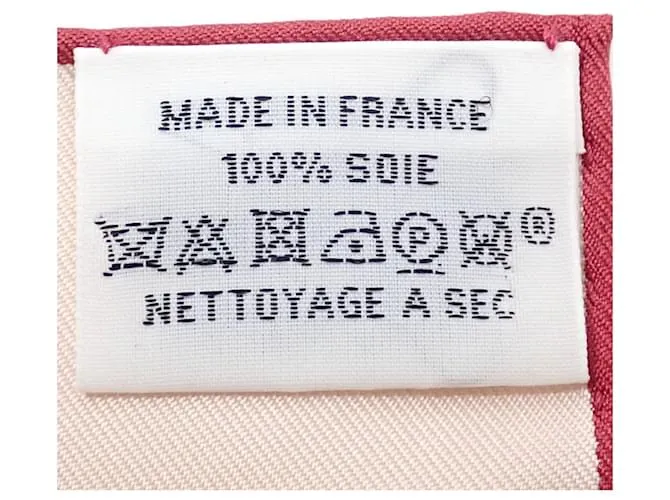 MADE IN FRANCE
100% SOIE
P W ®
NETTOYAGE A SEC